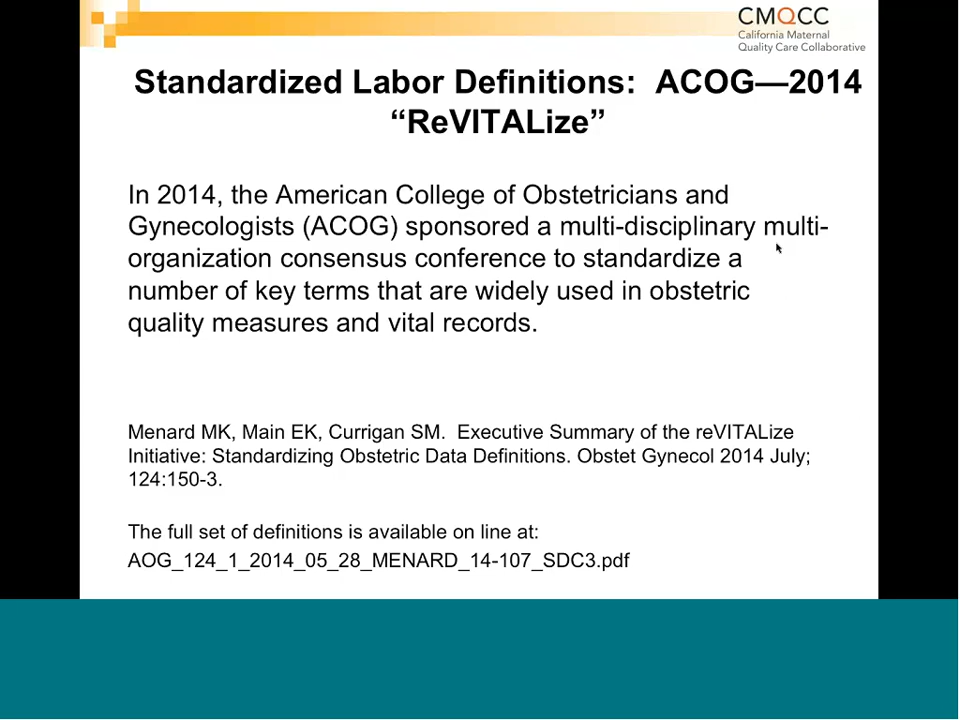 CMQCC
California Maternal
Quality Care Collaborative
Standardized Labor Definitions:  ACOG—2014
“ReVITALize”
In 2014, the American College of Obstetricians and
Gynecologists (ACOG) sponsored a multi-disciplinary multi-
organization consensus conference to standardize a
number of key terms that are widely used in obstetric
quality measures and vital records.
Menard MK, Main EK, Currigan SM.  Executive Summary of the reVITALize
Initiative: Standardizing Obstetric Data Definitions. Obstet Gynecol 2014 July;
124:150-3.
The full set of definitions is available on line at:
AOG_124_1_2014_05_28_MENARD_14-107_SDC3.pdf